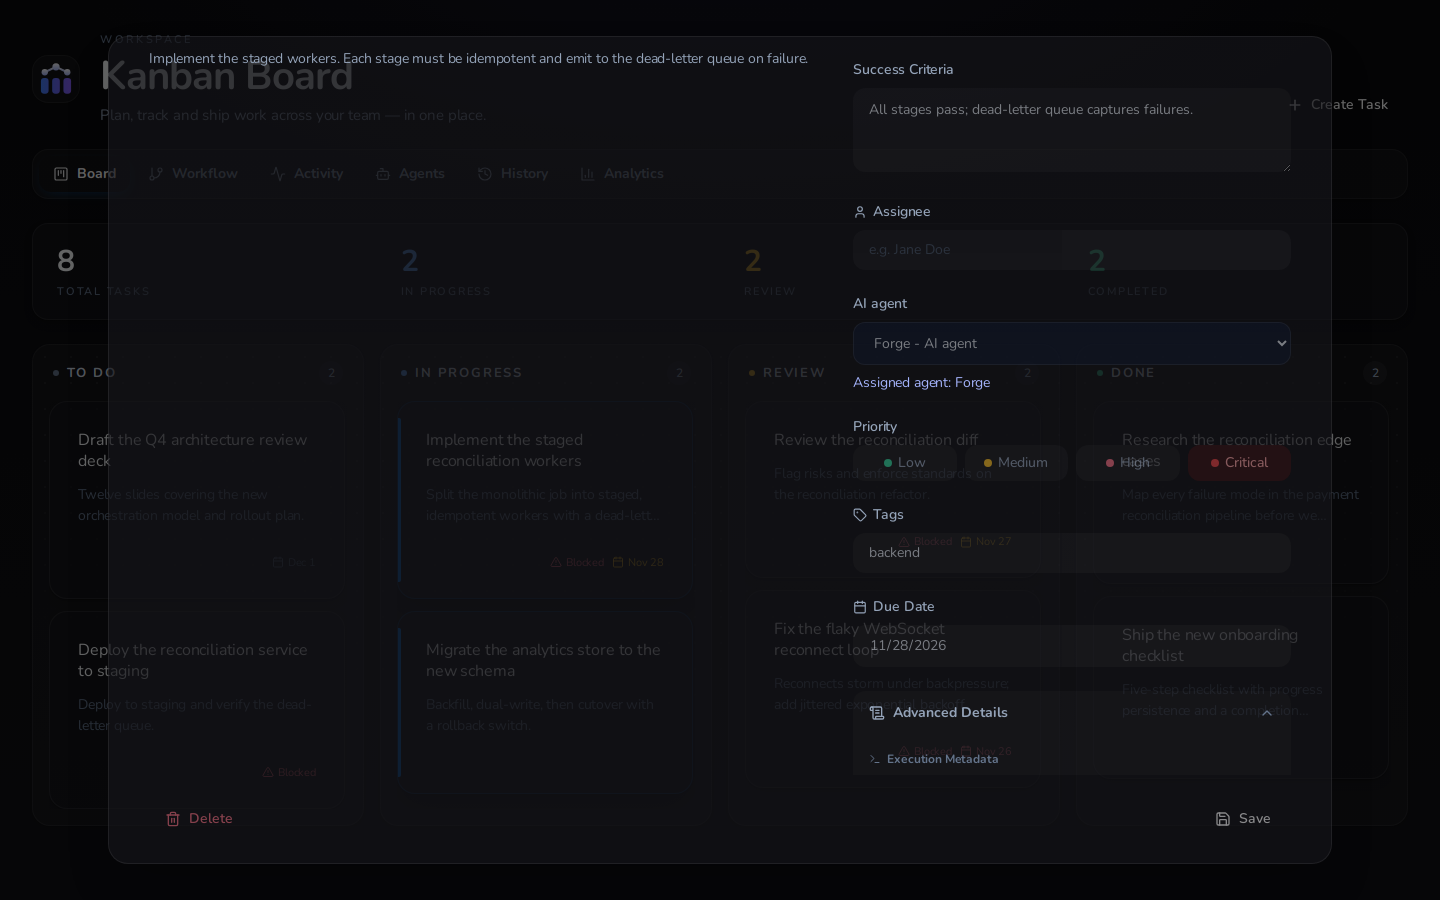 WORKSPACE
Kanban Board
Plan, track and ship work across your team — in one place.
Create Task
Board
Workflow
Activity
Agents
History
Analytics
8
TOTAL TASKS
2
IN PROGRESS
2
REVIEW
2
COMPLETED
TO DO
2
Draft the Q4 architecture review
deck
Twelve slides covering the new
orchestration model and rollout plan.
Dec 1
Deploy the reconciliation service
to staging
Deploy to staging and verify the dead-
letter queue.
Blocked
IN PROGRESS
2
Implement the staged
reconciliation workers
Split the monolithic job into staged,
idempotent workers with a dead-lett...
Blocked
Nov 28
Migrate the analytics store to the
new schema
Backfill, dual-write, then cutover with
a rollback switch.
REVIEW
2
Review the reconciliation diff
Flag risks and enforce standards on
the reconciliation refactor.
Blocked
Nov 27
Fix the flaky WebSocket
reconnect loop
Reconnects storm under backpressure;
add jittered exponential backoff.
Blocked
Nov 26
DONE
2
Research the reconciliation edge
cases
Map every failure mode in the payment
reconciliation pipeline before we...
Ship the new onboarding
checklist
Five-step checklist with progress
persistence and a completion...
Implement the staged workers. Each stage must be idempotent and emit to the dead-letter queue on failure.
Success Criteria
All stages pass; dead-letter queue captures failures.
Assignee
e.g. Jane Doe
AI agent
Forge - AI agent
Assigned agent: Forge
Priority
Low
Medium
High
Critical
Tags
backend
Due Date
11/28/2026
Advanced Details
Execution Metadata
Delete
Save